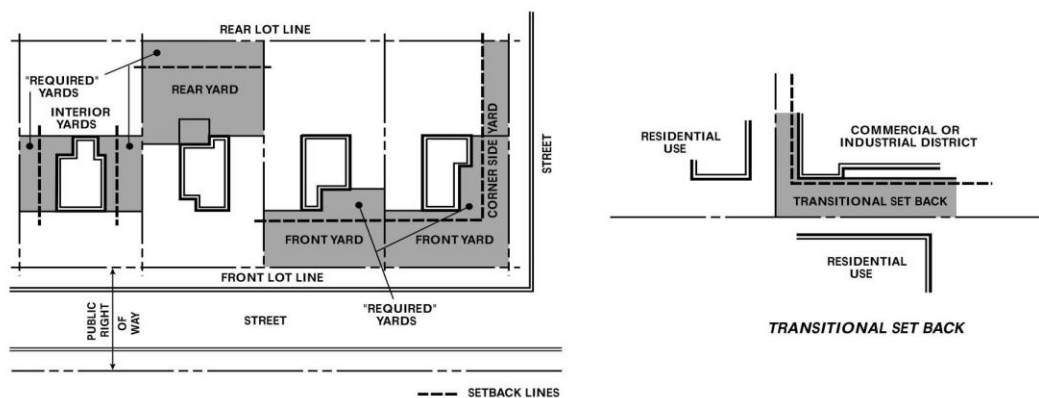 REAR LOT LINE
"REQUIRED"
YARDS
REAR YARD
INTERIOR
YARDS
CORNER SIDE YARD
STREET
FRONT YARD
FRONT YARD
FRONT LOT LINE
"REQUIRED"
YARDS
PUBLIC
RIGHT
OF
WAY
STREET
SETBACK LINES
RESIDENTIAL
USE
COMMERCIAL OR
INDUSTRIAL DISTRICT
TRANSITIONAL SET BACK
RESIDENTIAL
USE
TRANSITIONAL SET BACK